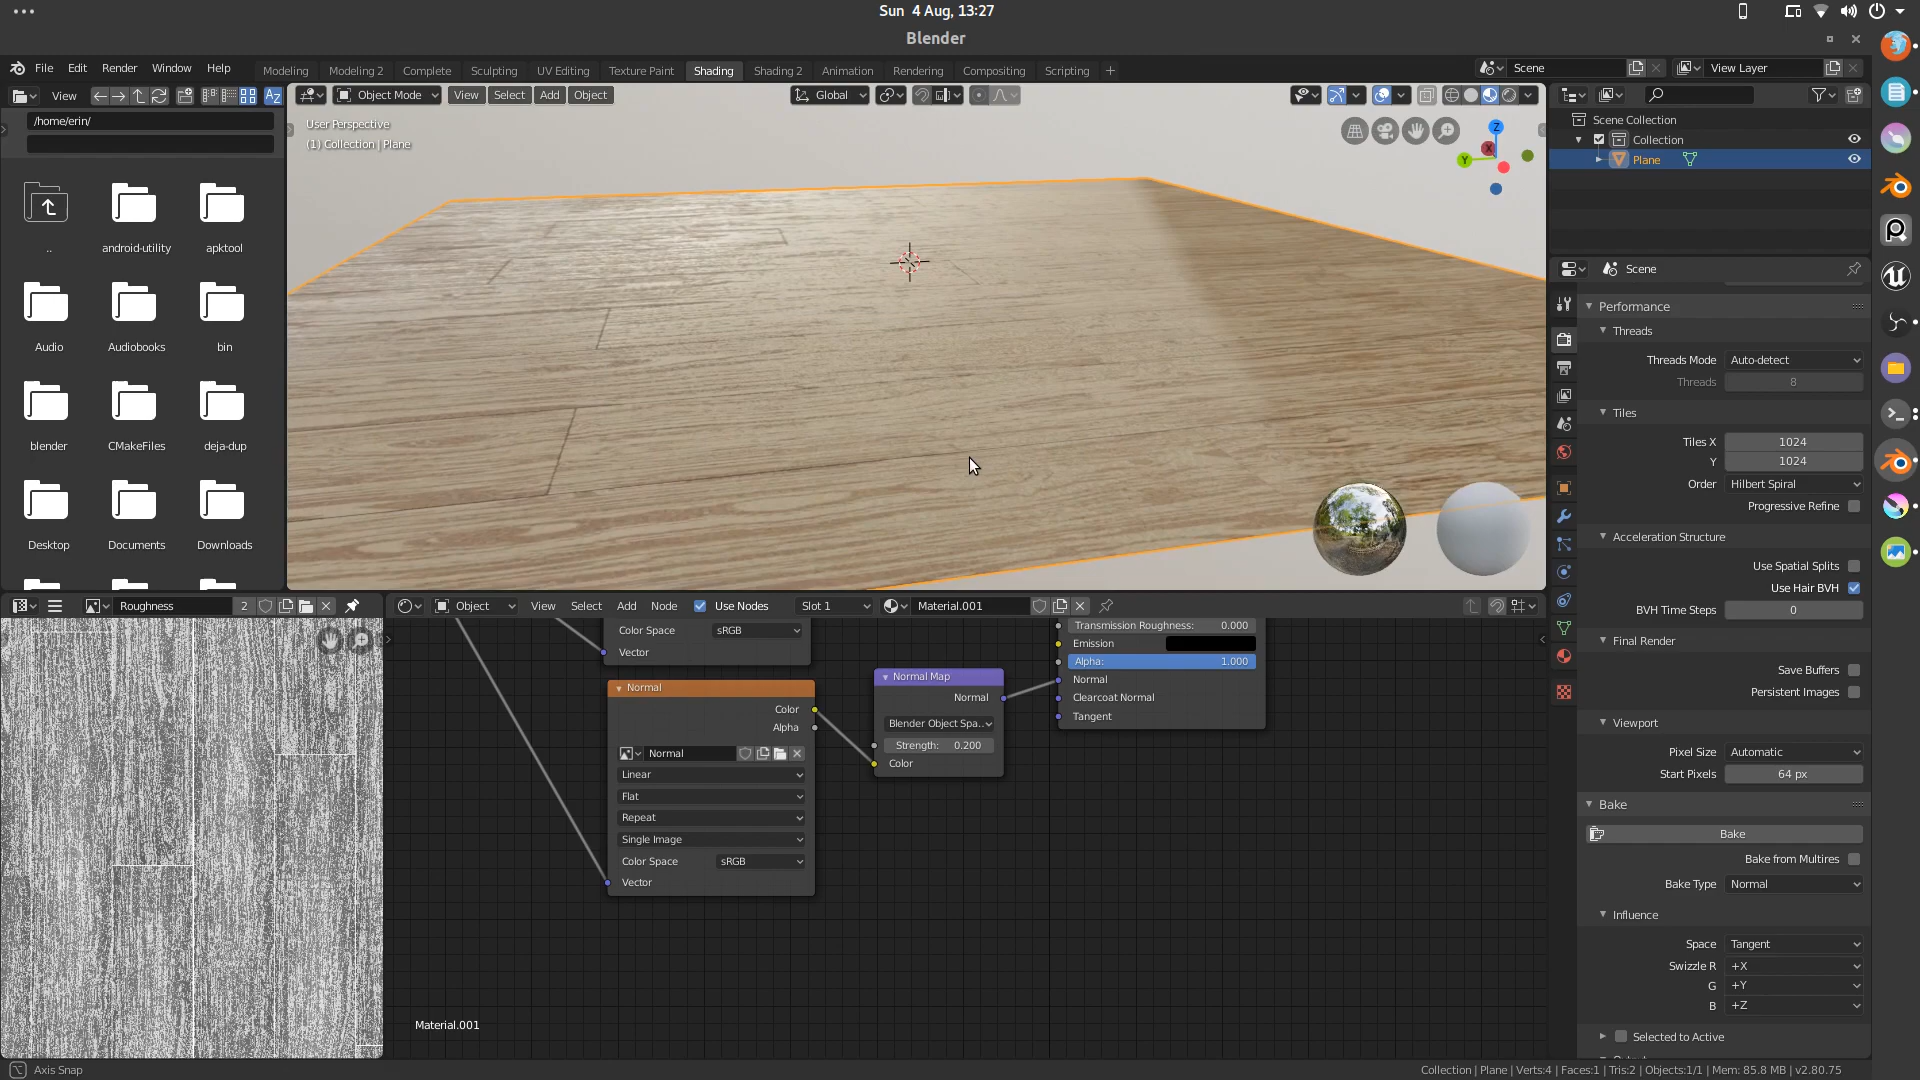 Sun 4 Aug, 13:27
Blender
File Edit Render Window Help
Modeling Modeling 2 Complete Sculpting UV Editing Texture Paint Shading Shading 2 Animation Rendering Compositing Scripting
Scene
View Layer
View
AZ
Object Mode View Select Add Object
Global
/home/erin/
User Perspective
(1) Collection | Plane
Z
X
Y
..
android-utility
apktool
Audio
Audiobooks
bin
blender
CMakeFiles
deja-dup
Desktop
Documents
Downloads
Scene Collection
Collection
Plane
Scene
Performance
Threads
Threads Mode Auto-detect
Threads 8
Tiles
Tiles X 1024
Y 1024
Order Hilbert Spiral
Progressive Refine
Acceleration Structure
Use Spatial Splits
Use Hair BVH
BVH Time Steps 0
Final Render
Save Buffers
Persistent Images
Viewport
Pixel Size Automatic
Start Pixels 64 px
Bake
Bake
Bake from Multires
Bake Type Normal
Influence
Space Tangent
Swizzle R +X
G +Y
B +Z
Selected to Active
Roughness 2
Object View Select Add Node Use Nodes Slot 1 Material.001
Color Space sRGB
Vector
Normal
Color
Alpha
Normal
Linear
Flat
Repeat
Single Image
Color Space sRGB
Vector
Normal Map
Normal
Blender Object Spa..
Strength: 0.200
Color
Transmission Roughness: 0.000
Emission
Alpha: 1.000
Normal
Clearcoat Normal
Tangent
Material.001
Axis Snap
Collection | Plane | Verts:4 | Faces:1 | Tris:2 | Objects:1/1 | Mem: 85.8 MB | v2.80.75